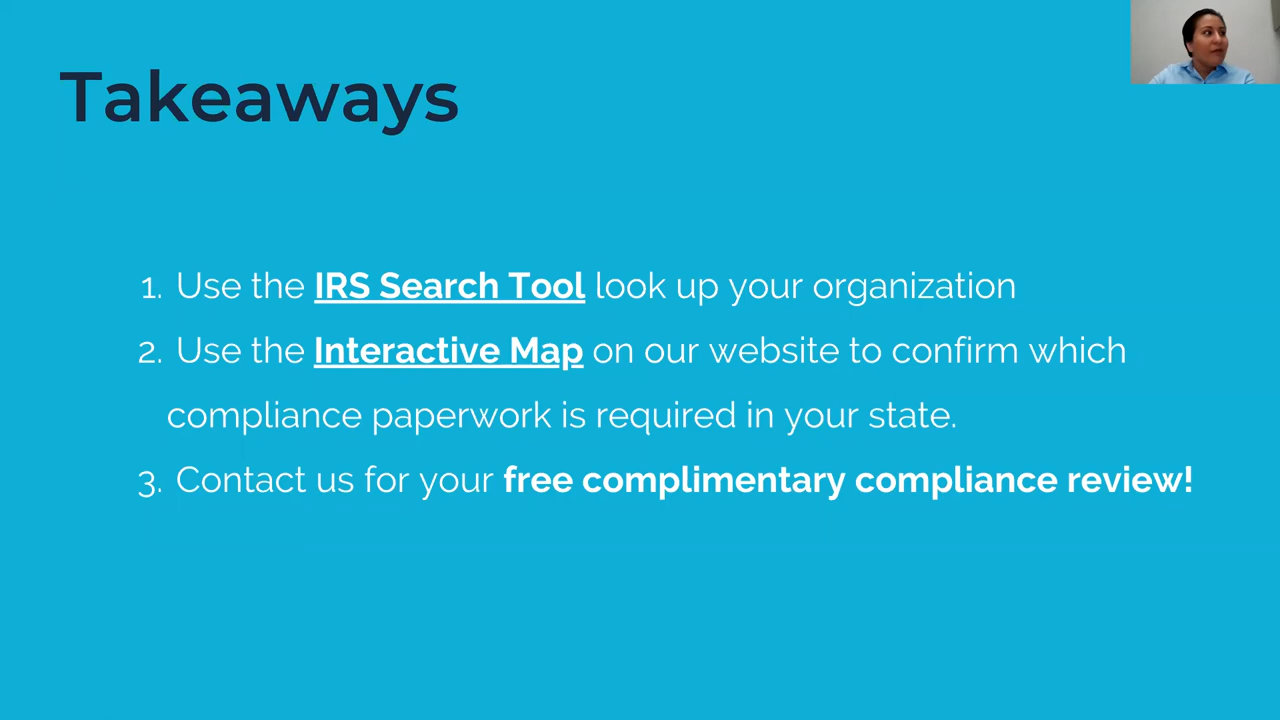 Takeaways
1. Use the IRS Search Tool look up your organization
2. Use the Interactive Map on our website to confirm which
compliance paperwork is required in your state.
3. Contact us for your free complimentary compliance review!